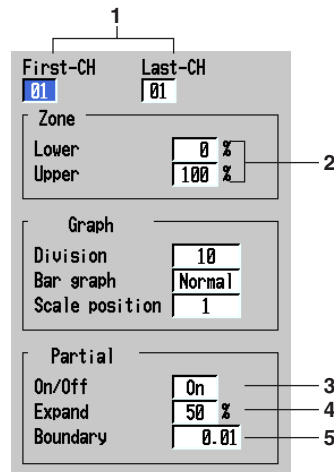 1
First-CH Last-CH
01 01
Zone
Lower 0 %
Upper 100 %
2
Graph
Division 10
Bar graph Normal
Scale position 1
Partial
On/Off On 3
Expand 50 % 4
Boundary 0.01 5